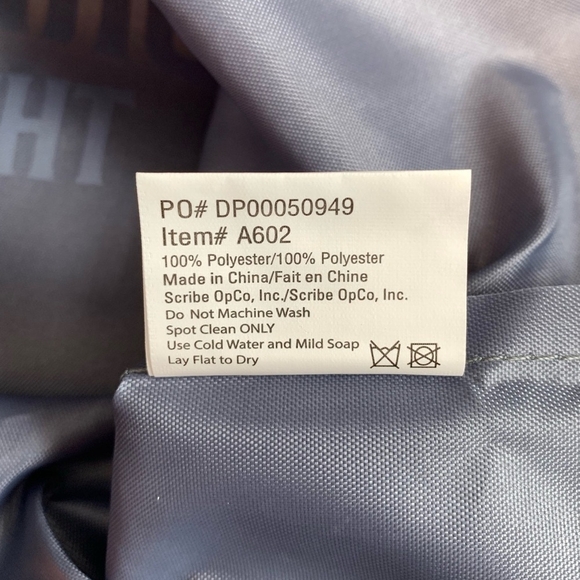 HT
PO# DP00050949
Item# A602
100% Polyester/100% Polyester
Made in China/Fait en Chine
Scribe OpCo, Inc./Scribe OpCo, Inc.
Do Not Machine Wash
Spot Clean ONLY
Use Cold Water and Mild Soap
Lay Flat to Dry